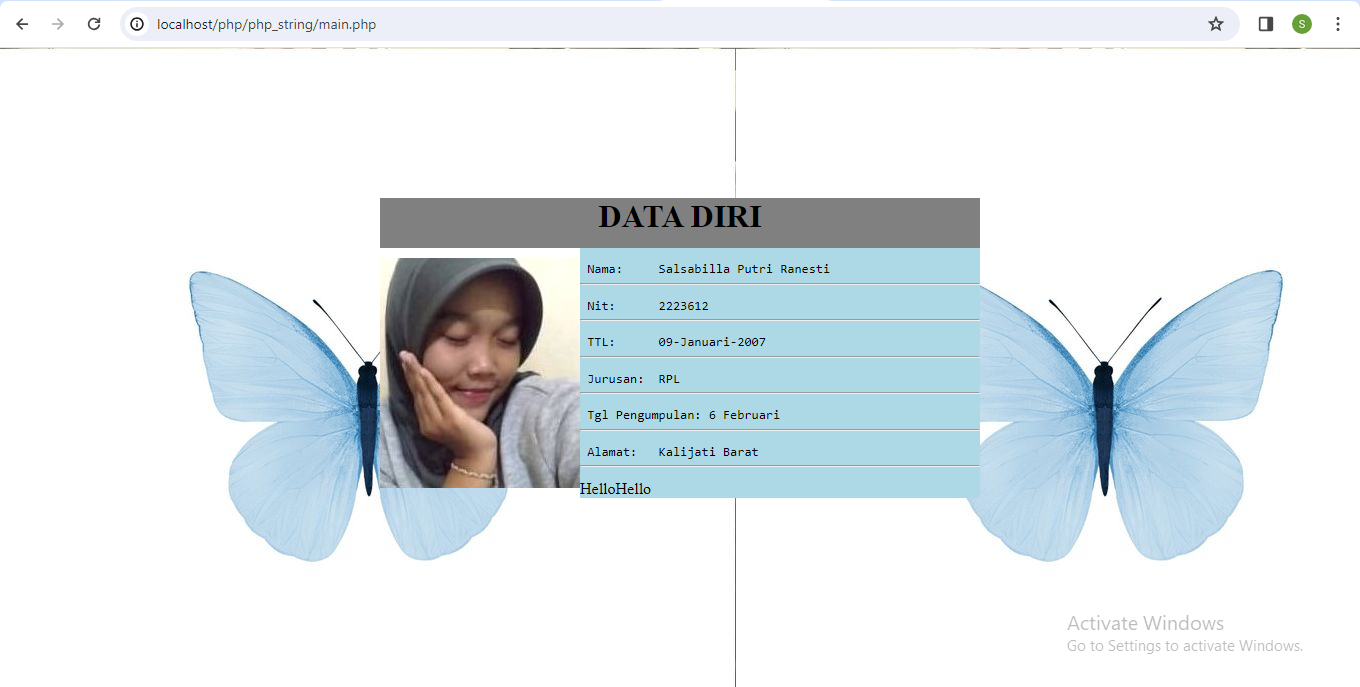 localhost/php/php_string/main.php
S
DATA DIRI
Nama: Salsabilla Putri Ranesti
Nit: 2223612
TTL: 09-Januari-2007
Jurusan: RPL
Tgl Pengumpulan: 6 Februari
Alamat: Kalijati Barat
HelloHello
Activate Windows
Go to Settings to activate Windows.